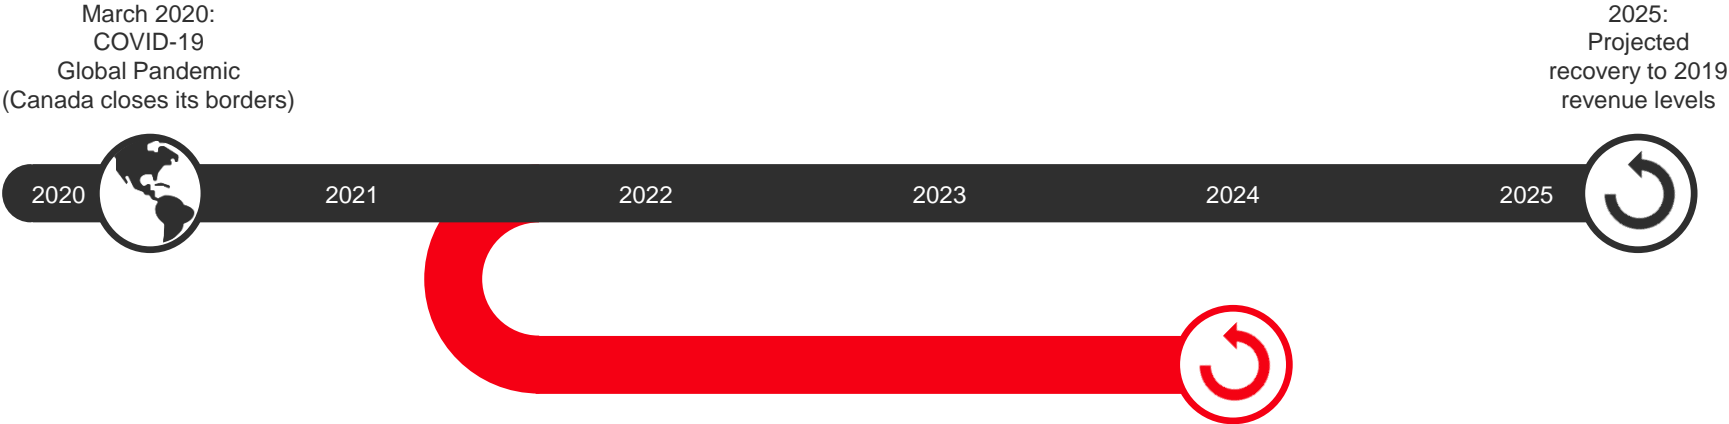 March 2020:
COVID-19
Global Pandemic
(Canada closes its borders)
2025:
Projected
recovery to 2019
revenue levels
2020
2021
2022
2023
2024
2025